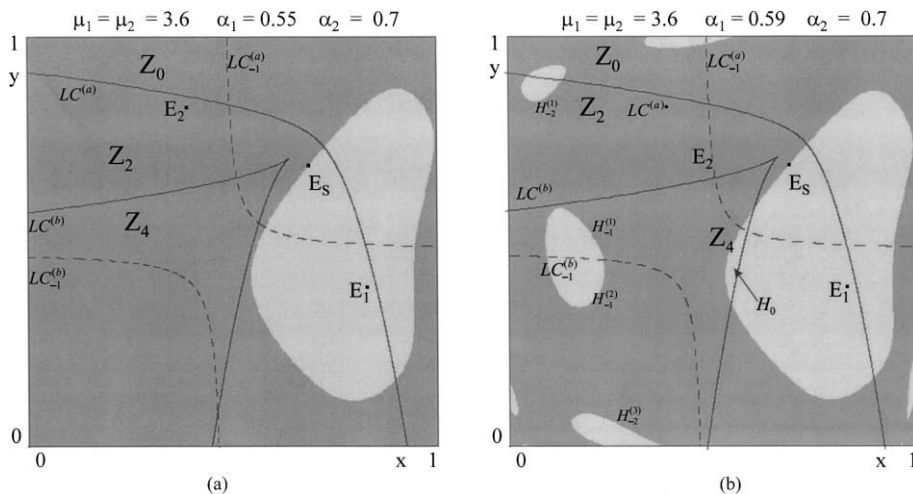 μ₁ = μ₂ = 3.6   α₁ = 0.55   α₂ = 0.7
1
y
Z₀
LC₋₁⁽ᵃ⁾
LC⁽ᵃ⁾
E₂
Z₂
E_S
LC⁽ᵇ⁾
Z₄
LC₋₁⁽ᵇ⁾
E₁
0
0
x
1
(a)
μ₁ = μ₂ = 3.6   α₁ = 0.59   α₂ = 0.7
1
y
Z₀
LC₋₁⁽ᵃ⁾
H₋₂⁽¹⁾
Z₂
LC⁽ᵃ⁾
E₂
E_S
LC⁽ᵇ⁾
H₋₁⁽¹⁾
Z₄
LC₋₁⁽ᵇ⁾
H₋₁⁽²⁾
E₁
H₀
H₋₂⁽³⁾
0
0
x
1
(b)